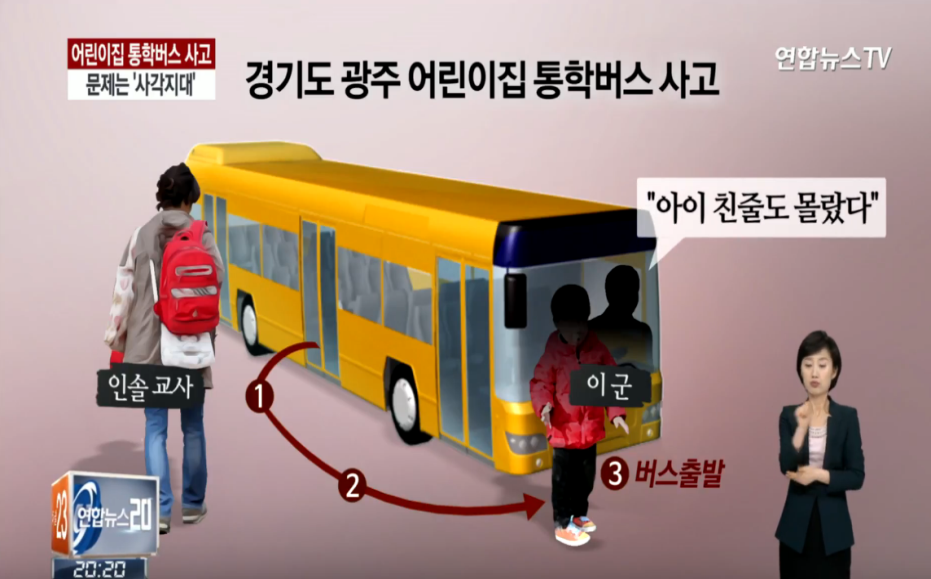 어린이집 통학버스 사고
문제는 '사각지대'
경기도 광주 어린이집 통학버스 사고
연합뉴스TV
"아이 친줄도 몰랐다"
인솔 교사
이 군
1
2
3 버스출발
23
연합뉴스20
20:20